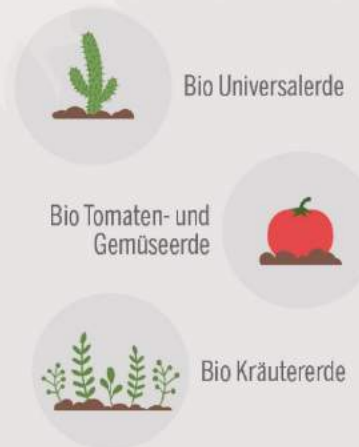 Bio Universalerde
Bio Tomaten- und
Gemüseerde
Bio Kräutererde